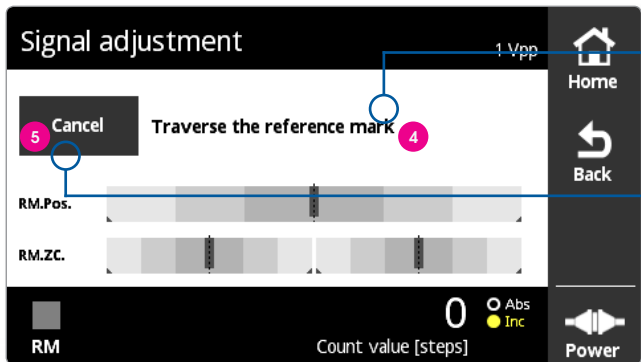 Signal adjustment
1 Vpp
Home
5 Cancel
Traverse the reference mark 4
Back
RM.Pos.
RM.ZC.
0
Abs
Inc
RM
Count value [steps]
Power